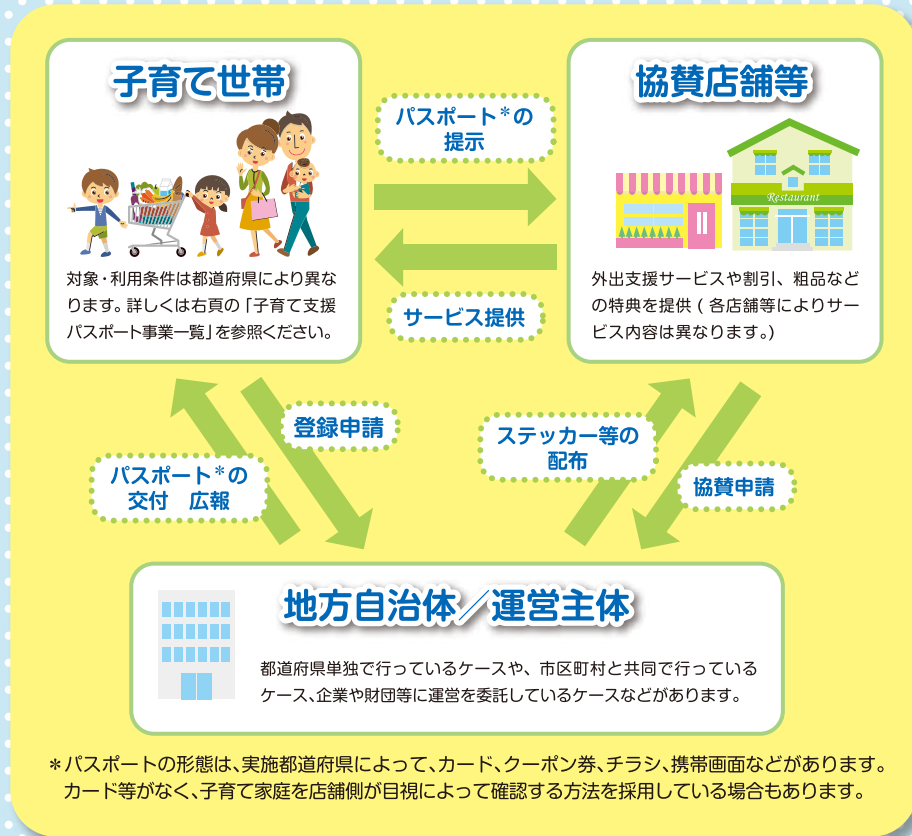 子育て世帯
対象・利用条件は都道府県により異な
ります。詳しくは右頁の「子育て支援
パスポート事業一覧」を参照ください。
パスポート*の
提示
サービス提供
協賛店舗等
Restaurant
外出支援サービスや割引、粗品など
の特典を提供 ( 各店舗等によりサー
ビス内容は異なります。)
パスポート*の
交付　広報
登録申請
ステッカー等の
配布
協賛申請
地方自治体／運営主体
都道府県単独で行っているケースや、市区町村と共同で行っている
ケース、企業や財団等に運営を委託しているケースなどがあります。
*パスポートの形態は、実施都道府県によって、カード、クーポン券、チラシ、携帯画面などがあります。
カード等がなく、子育て家庭を店舗側が目視によって確認する方法を採用している場合もあります。